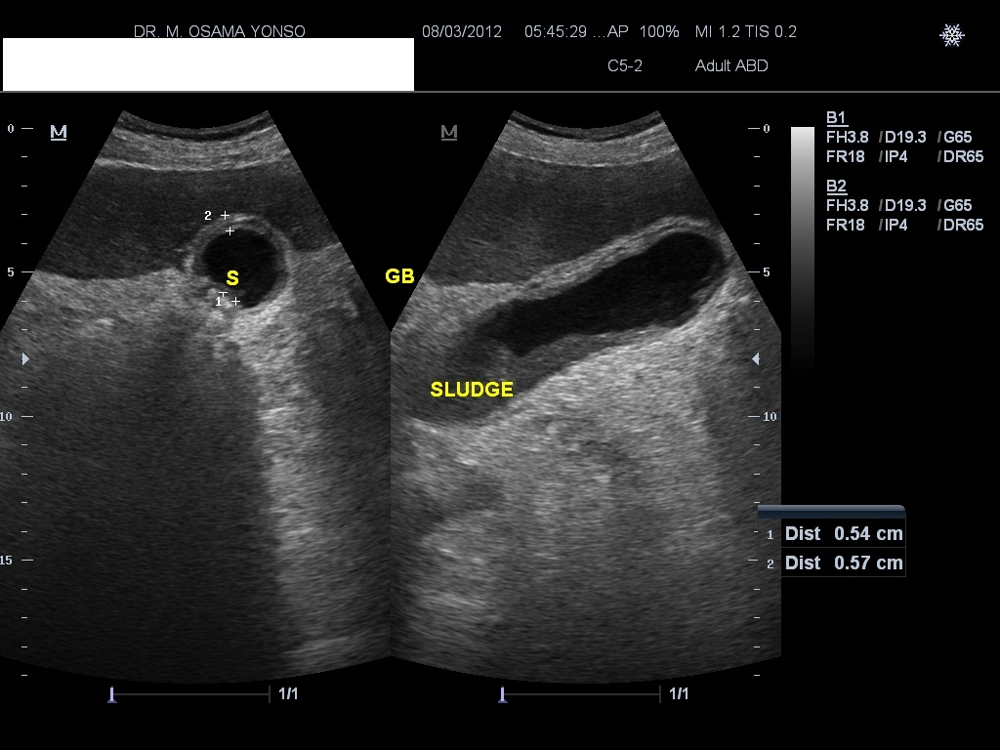 DR. M. OSAMA YONSO
08/03/2012 05:45:29 ...AP 100% MI 1.2 TIS 0.2
C5-2 Adult ABD
M
M
B1
FH3.8 /D19.3 /G65
FR18 /IP4 /DR65
B2
FH3.8 /D19.3 /G65
FR18 /IP4 /DR65
0
5
10
15
0
5
10
15
2
S
1
GB
SLUDGE
1 Dist 0.54 cm
2 Dist 0.57 cm
1/1
1/1